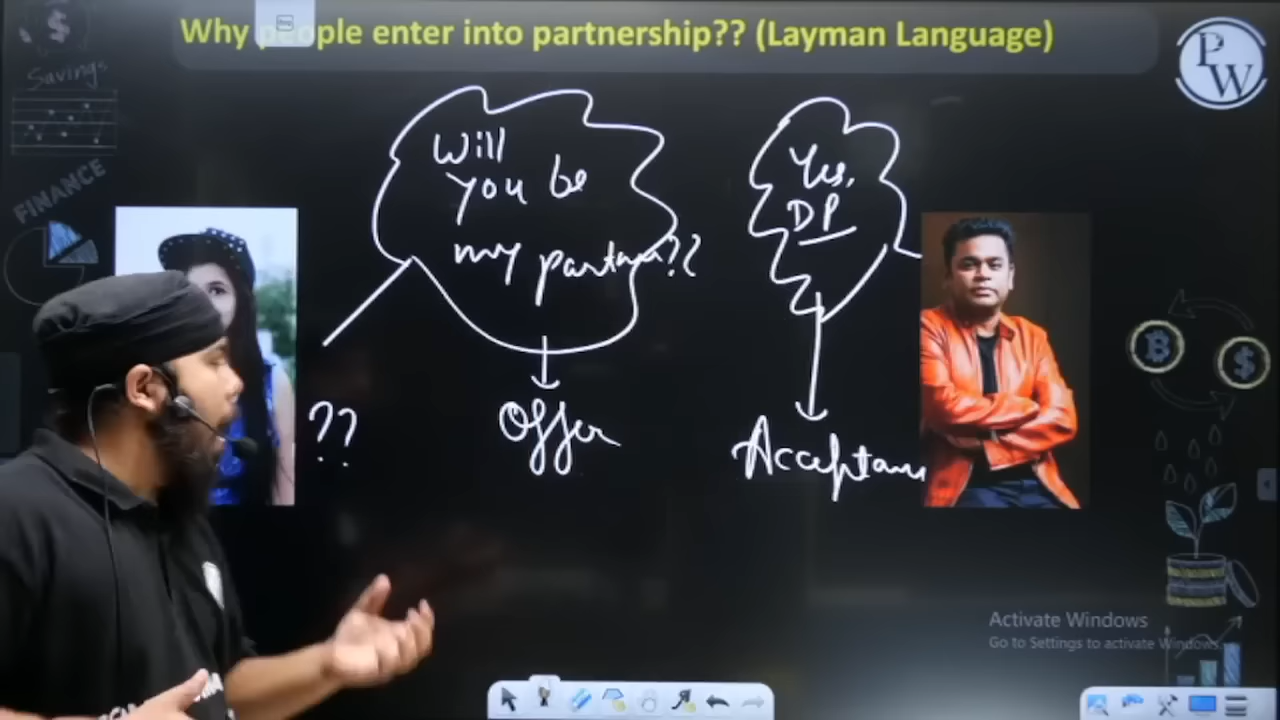 Why people enter into partnership?? (Layman Language)
PW
Savings
FINANCE
Will
you be
my partner??
Yes,
DP
??
Offer
Acceptance
Activate Windows
Go to Settings to activate Windows.